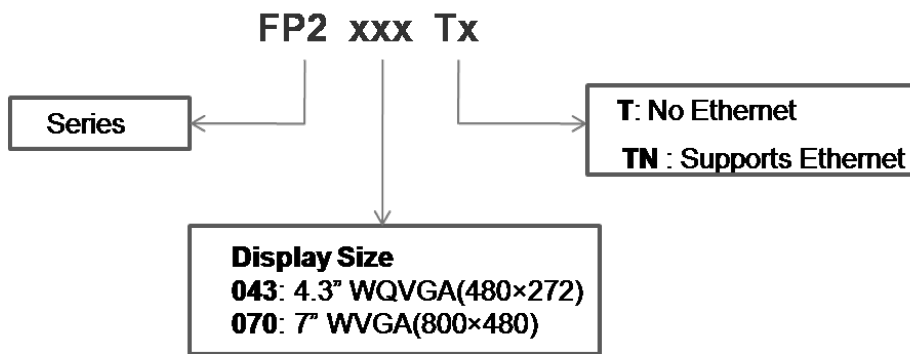 FP2 xxx Tx
Series
T: No Ethernet
TN : Supports Ethernet
Display Size
043: 4.3” WQVGA(480×272)
070: 7” WVGA(800×480)